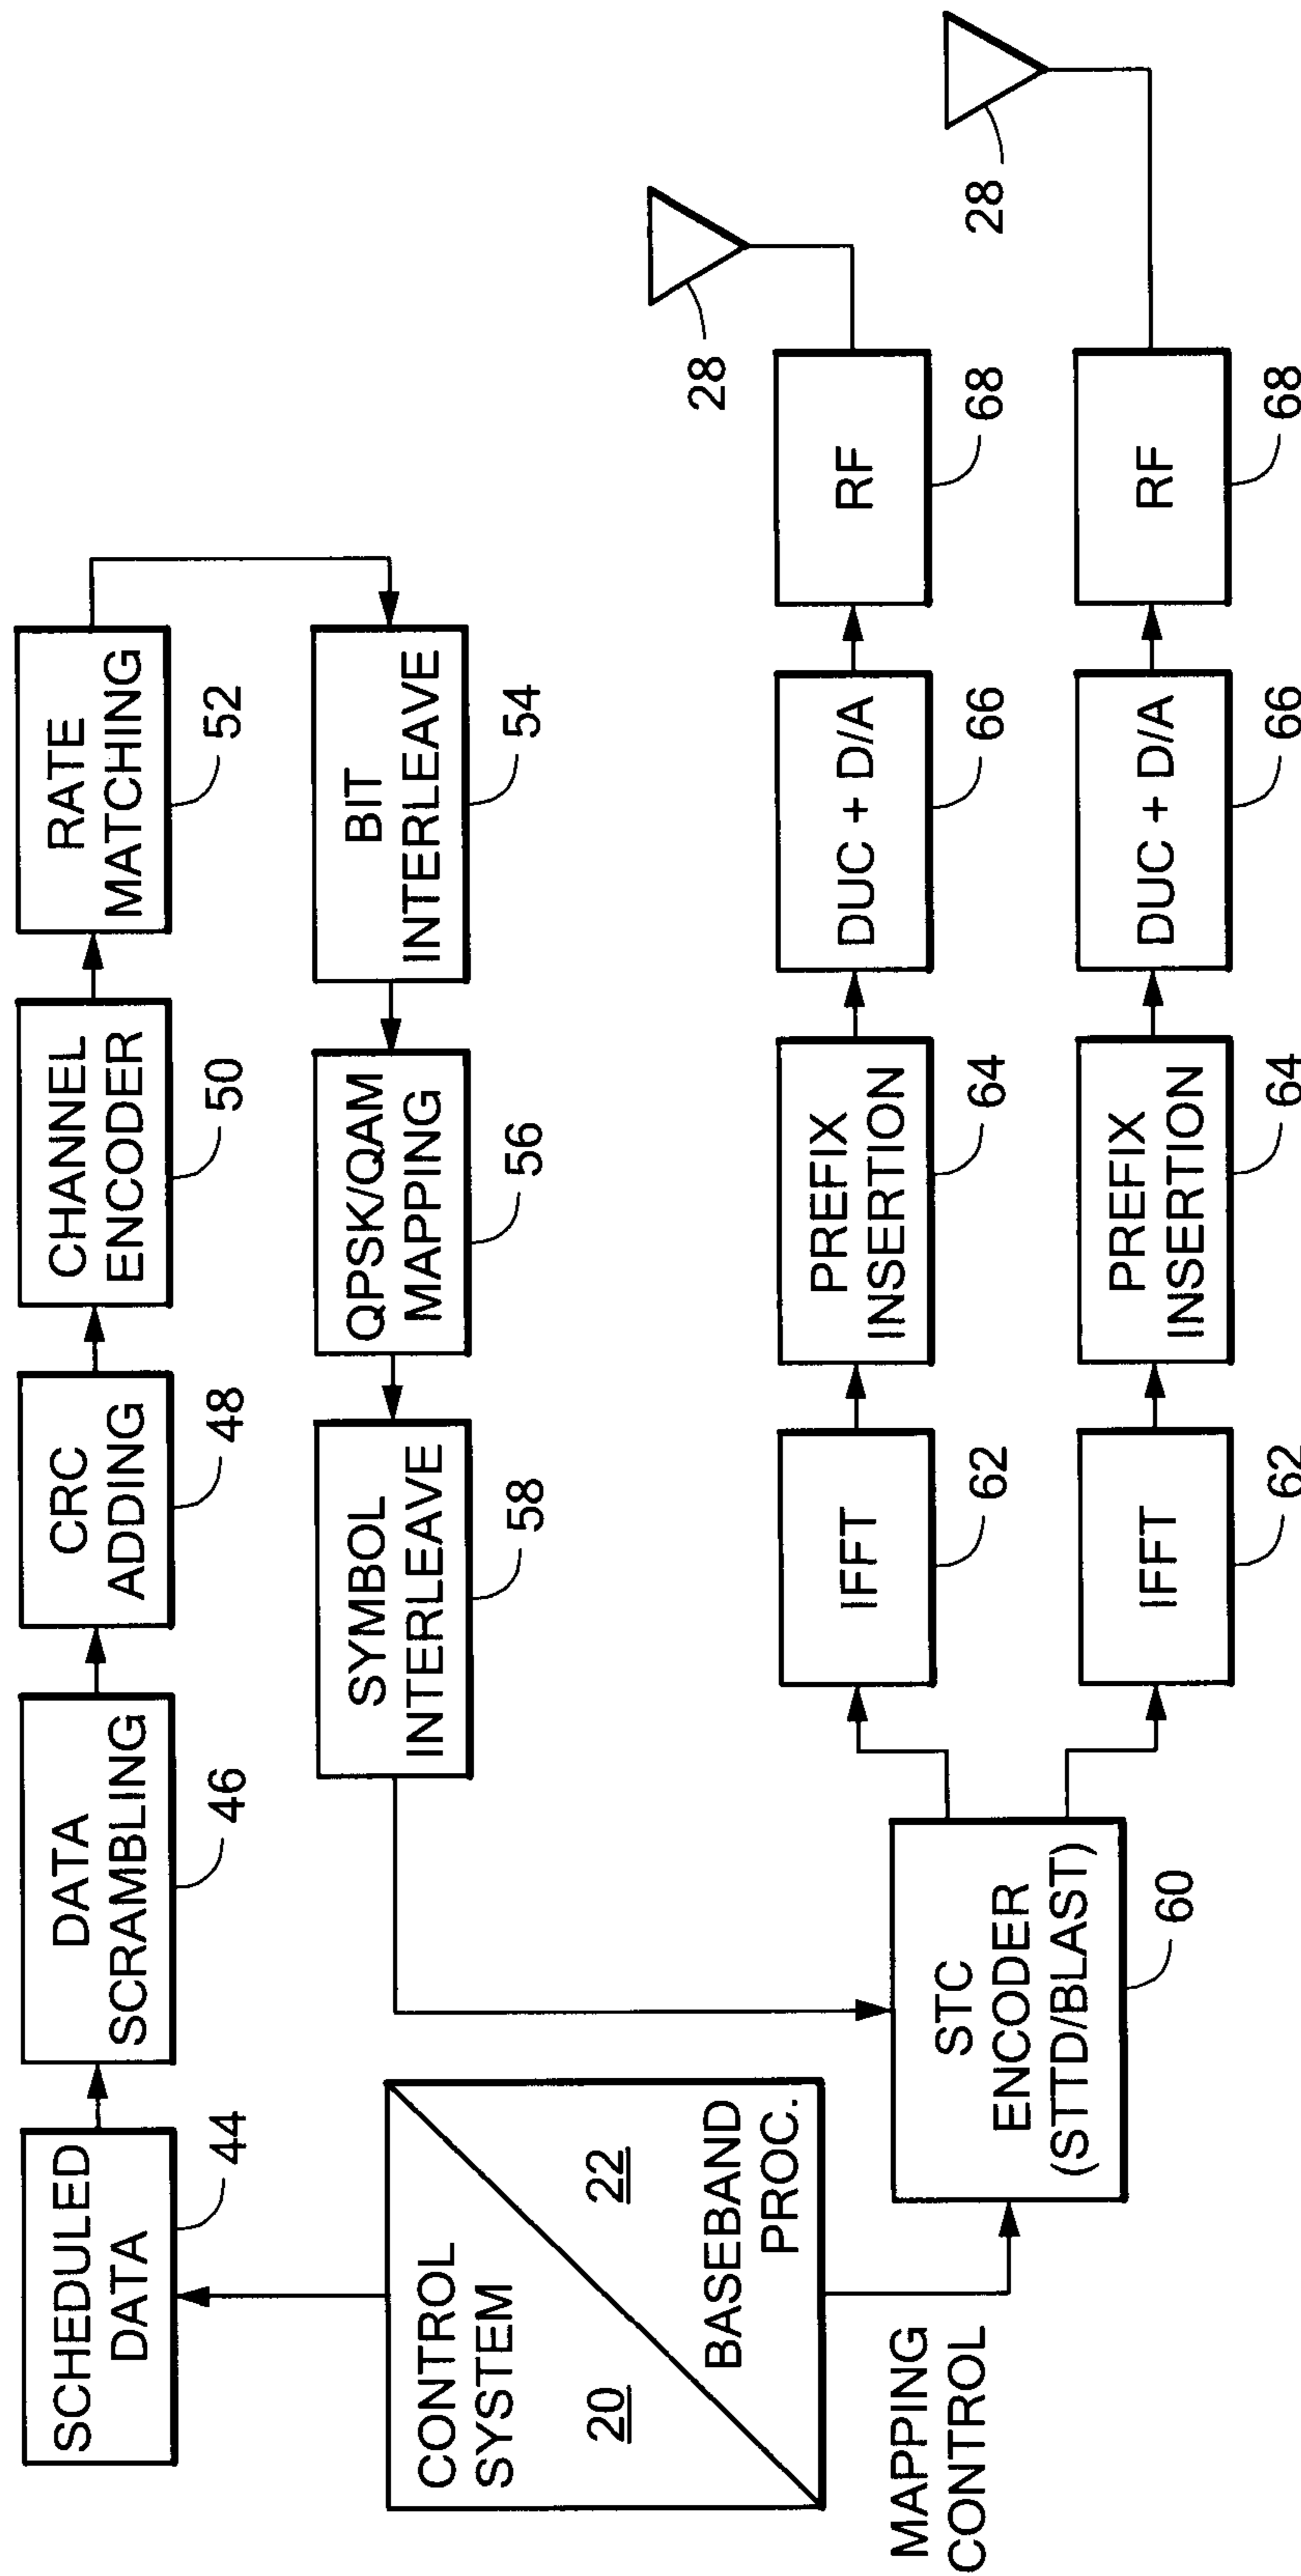 SCHEDULED
DATA
44
DATA
SCRAMBLING
46
CRC
ADDING
48
CHANNEL
ENCODER
50
RATE
MATCHING
52
BIT
INTERLEAVE
54
QPSK/QAM
MAPPING
56
SYMBOL
INTERLEAVE
58
CONTROL
SYSTEM
20
22
BASEBAND
PROC.
MAPPING
CONTROL
STC
ENCODER
(STTD/BLAST)
60
IFFT
62
PREFIX
INSERTION
64
DUC + D/A
66
RF
68
28
IFFT
62
PREFIX
INSERTION
64
DUC + D/A
66
RF
68
28